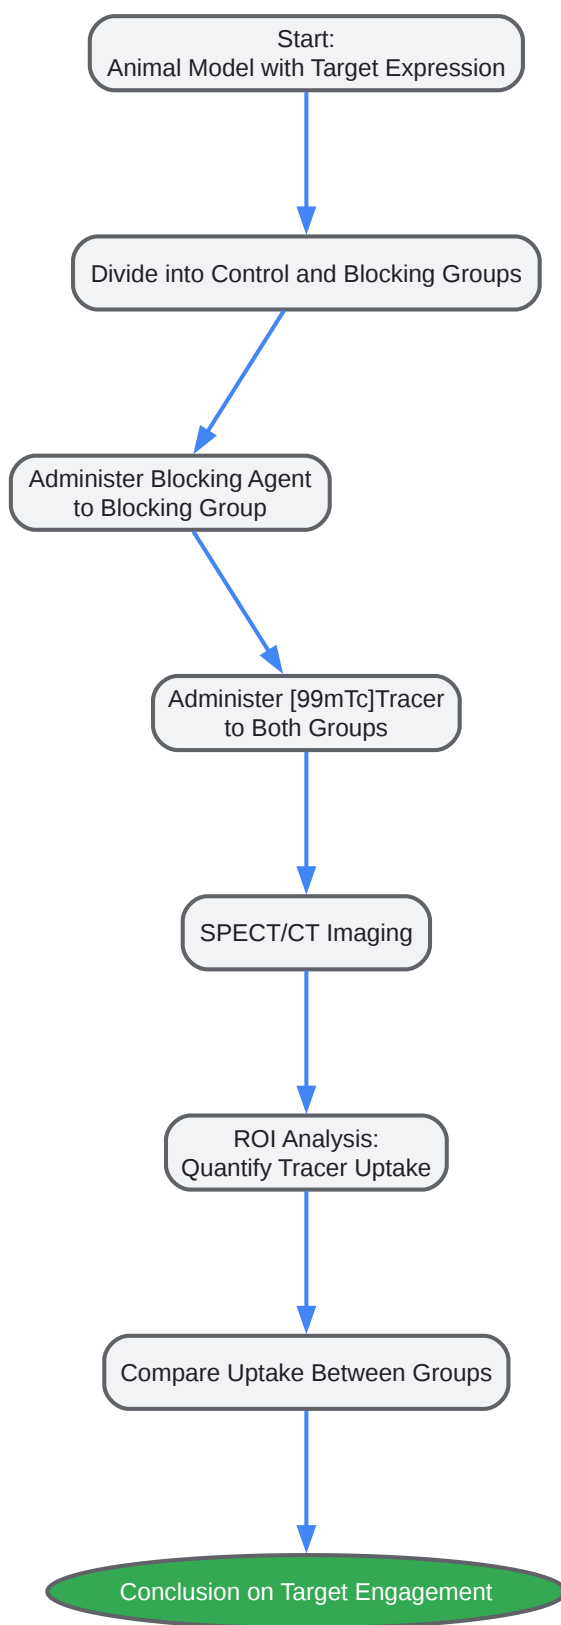 Start:
Animal Model with Target Expression
Divide into Control and Blocking Groups
Administer Blocking Agent
to Blocking Group
Administer [99mTc]Tracer
to Both Groups
SPECT/CT Imaging
ROI Analysis:
Quantify Tracer Uptake
Compare Uptake Between Groups
Conclusion on Target Engagement